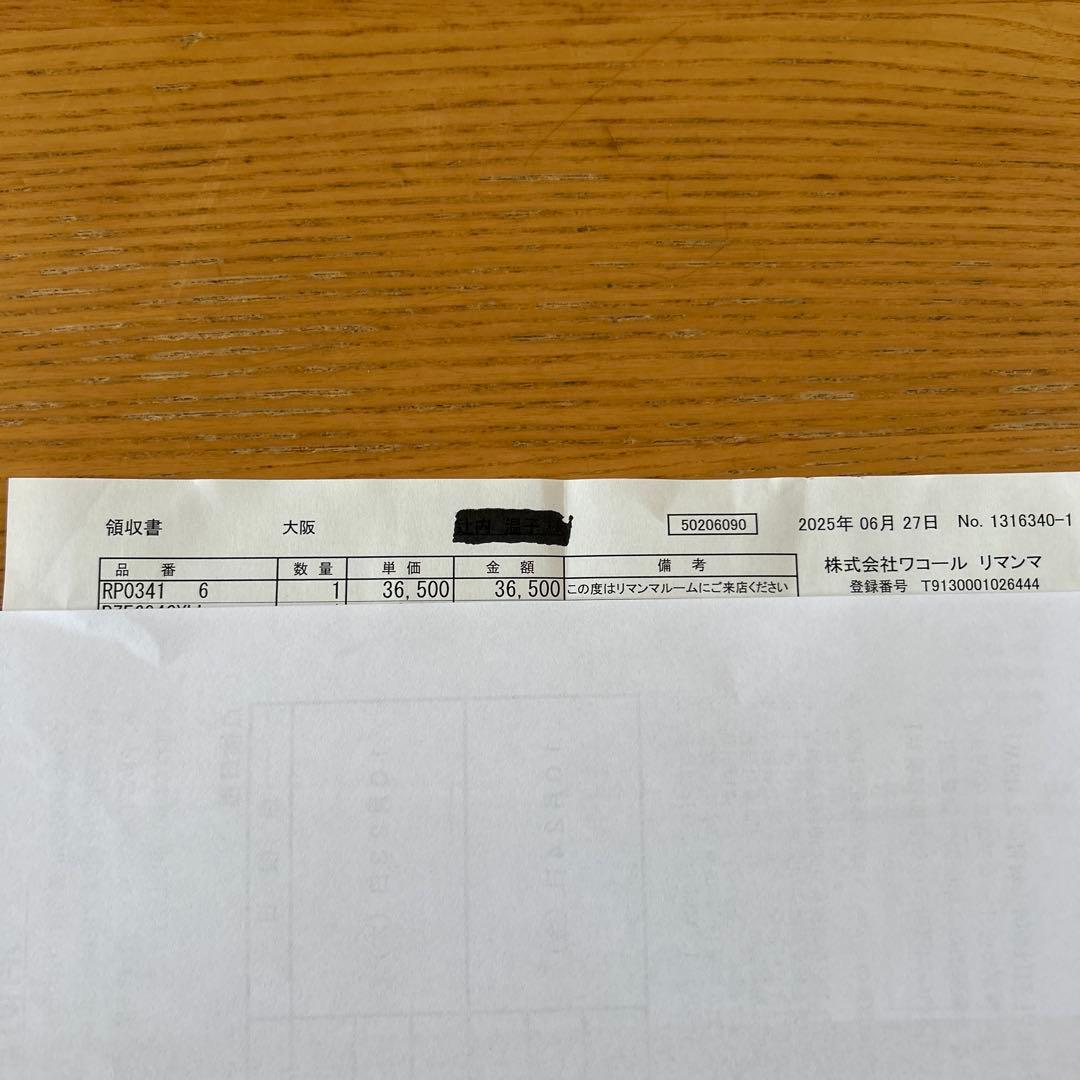 領収書 大阪 50206090 2025年 06月 27日 No. 1316340-1
株式会社ワコール リマンマ
登録番号 T9130001026444
品番 数量 単価 金額 備考
RP0341 6 1 36,500 36,500 この度はリマンマルームにご来店ください